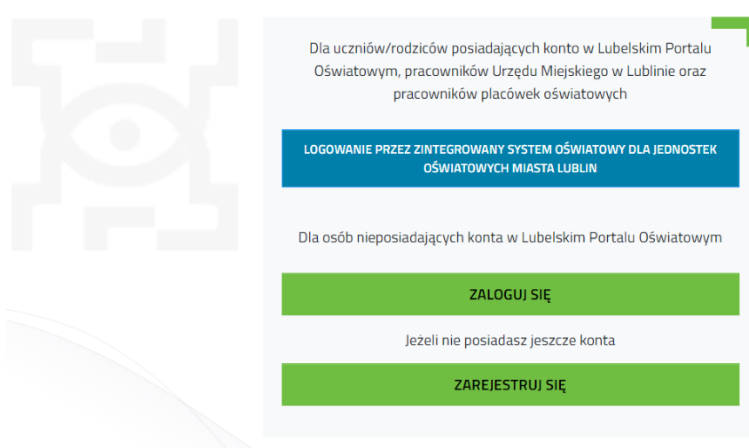 Dla uczniów/rodziców posiadających konto w Lubelskim Portalu
Oświatowym, pracowników Urzędu Miejskiego w Lublinie oraz
pracowników placówek oświatowych
LOGOWANIE PRZEZ ZINTEGROWANY SYSTEM OŚWIATOWY DLA JEDNOSTEK
OŚWIATOWYCH MIASTA LUBLIN
Dla osób nieposiadających konta w Lubelskim Portalu Oświatowym
ZALOGUJ SIĘ
Jeżeli nie posiadasz jeszcze konta
ZAREJESTRUJ SIĘ